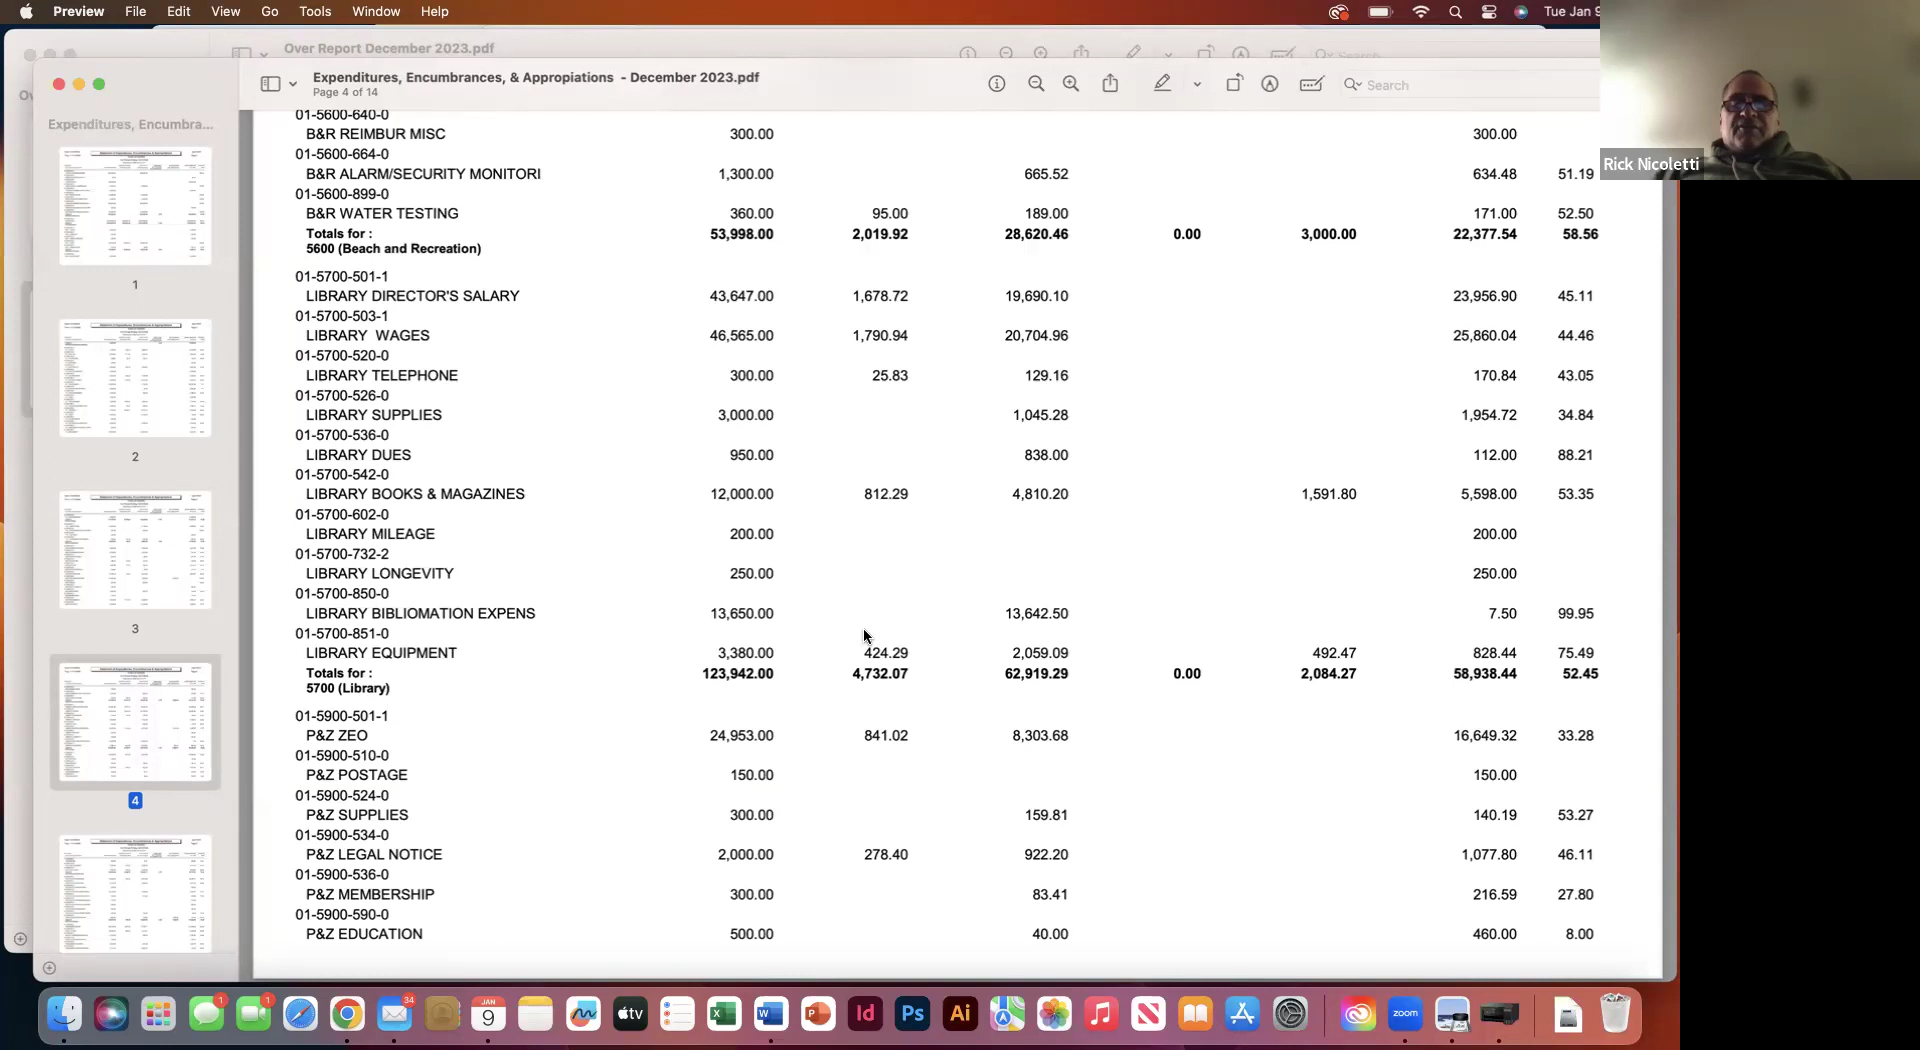 Preview File Edit View Go Tools Window Help Tue Jan 9
Over Report December 2023.pdf
Search
Expenditures, Encumbrances, & Appropiations - December 2023.pdf
Page 4 of 14
Search
Expenditures, Encumbra...
1
2
3
4
Rick Nicoletti
01-5600-640-0
B&R REIMBUR MISC 300.00 300.00
01-5600-664-0
B&R ALARM/SECURITY MONITORI 1,300.00 665.52 634.48 51.19
01-5600-899-0
B&R WATER TESTING 360.00 95.00 189.00 171.00 52.50
Totals for : 53,998.00 2,019.92 28,620.46 0.00 3,000.00 22,377.54 58.56
5600 (Beach and Recreation)
01-5700-501-1
LIBRARY DIRECTOR'S SALARY 43,647.00 1,678.72 19,690.10 23,956.90 45.11
01-5700-503-1
LIBRARY WAGES 46,565.00 1,790.94 20,704.96 25,860.04 44.46
01-5700-520-0
LIBRARY TELEPHONE 300.00 25.83 129.16 170.84 43.05
01-5700-526-0
LIBRARY SUPPLIES 3,000.00 1,045.28 1,954.72 34.84
01-5700-536-0
LIBRARY DUES 950.00 838.00 112.00 88.21
01-5700-542-0
LIBRARY BOOKS & MAGAZINES 12,000.00 812.29 4,810.20 1,591.80 5,598.00 53.35
01-5700-602-0
LIBRARY MILEAGE 200.00 200.00
01-5700-732-2
LIBRARY LONGEVITY 250.00 250.00
01-5700-850-0
LIBRARY BIBLIOMATION EXPENS 13,650.00 13,642.50 7.50 99.95
01-5700-851-0
LIBRARY EQUIPMENT 3,380.00 424.29 2,059.09 492.47 828.44 75.49
Totals for : 123,942.00 4,732.07 62,919.29 0.00 2,084.27 58,938.44 52.45
5700 (Library)
01-5900-501-1
P&Z ZEO 24,953.00 841.02 8,303.68 16,649.32 33.28
01-5900-510-0
P&Z POSTAGE 150.00 150.00
01-5900-524-0
P&Z SUPPLIES 300.00 159.81 140.19 53.27
01-5900-534-0
P&Z LEGAL NOTICE 2,000.00 278.40 922.20 1,077.80 46.11
01-5900-536-0
P&Z MEMBERSHIP 300.00 83.41 216.59 27.80
01-5900-590-0
P&Z EDUCATION 500.00 40.00 460.00 8.00
1 1 34 JAN 9 tv Id Ps Ai zoom